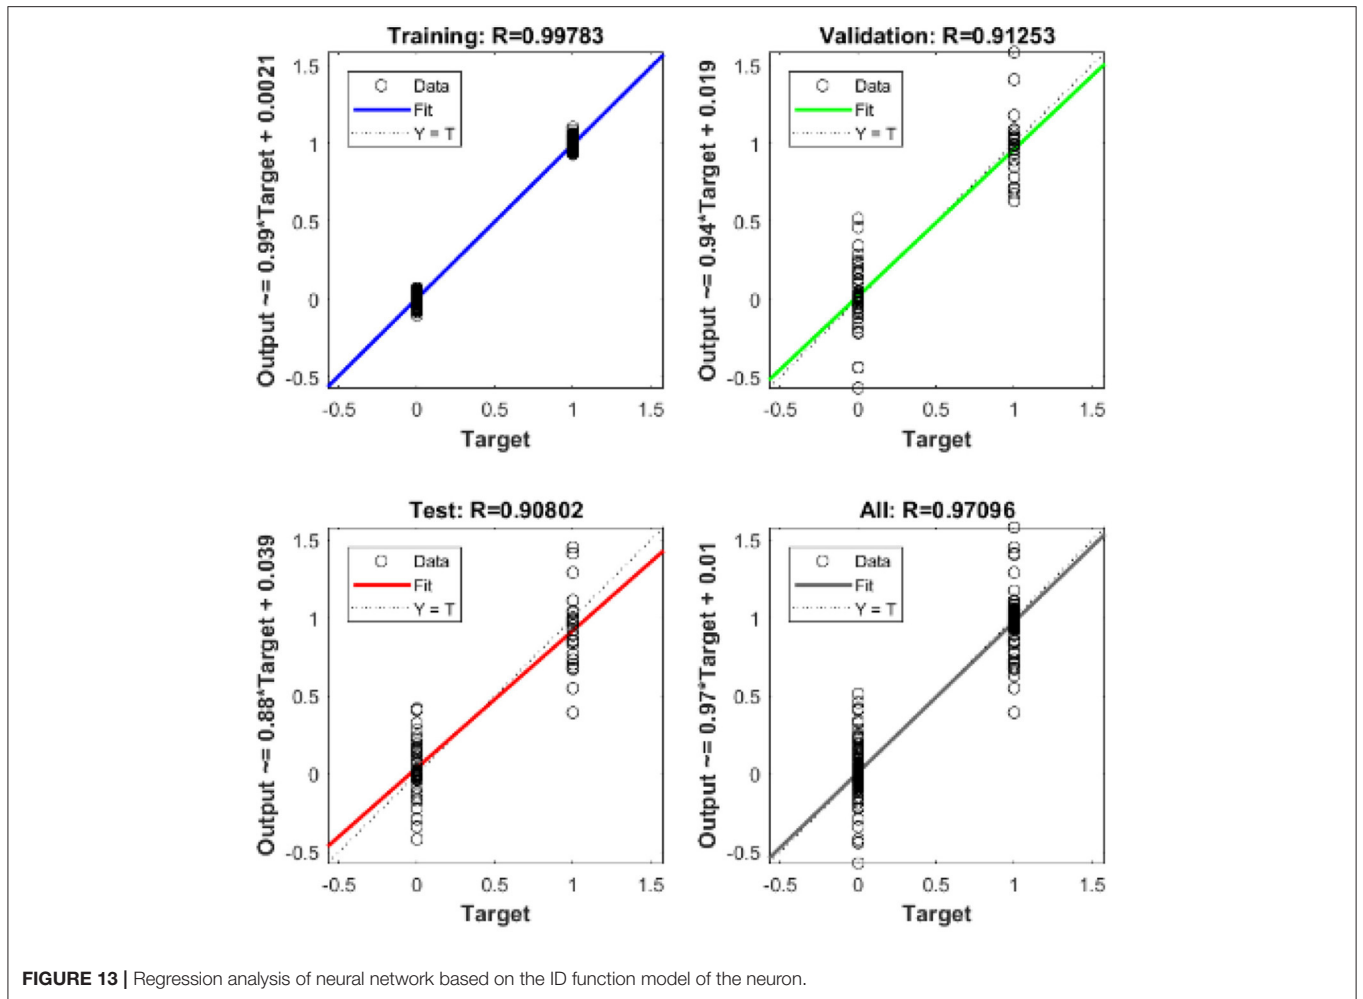 Training: R=0.99783
Output ~= 0.99*Target + 0.0021
1.5
1
0.5
0
-0.5
Data
Fit
Y = T
-0.5 0 0.5 1 1.5
Target
Validation: R=0.91253
Output ~= 0.94*Target + 0.019
1.5
1
0.5
0
-0.5
Data
Fit
Y = T
-0.5 0 0.5 1 1.5
Target
Test: R=0.90802
Output ~= 0.88*Target + 0.039
1.5
1
0.5
0
-0.5
Data
Fit
Y = T
-0.5 0 0.5 1 1.5
Target
All: R=0.97096
Output ~= 0.97*Target + 0.01
1.5
1
0.5
0
-0.5
Data
Fit
Y = T
-0.5 0 0.5 1 1.5
Target
FIGURE 13 | Regression analysis of neural network based on the ID function model of the neuron.